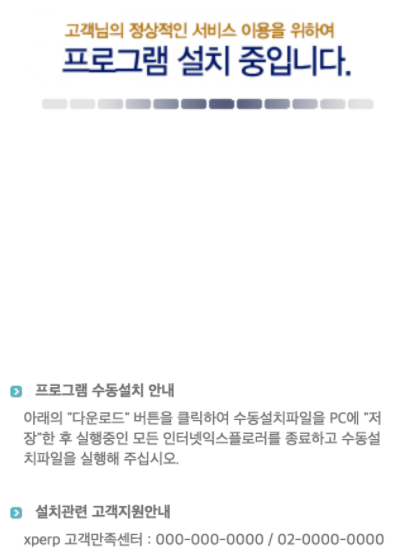 고객님의 정상적인 서비스 이용을 위하여
프로그램 설치 중입니다.
프로그램 수동설치 안내
아래의 "다운로드" 버튼을 클릭하여 수동설치파일을 PC에 "저
장"한 후 실행중인 모든 인터넷익스플로러를 종료하고 수동설
치파일을 실행해 주십시오.
설치관련 고객지원안내
xperp 고객만족센터 : 000-000-0000 / 02-0000-0000